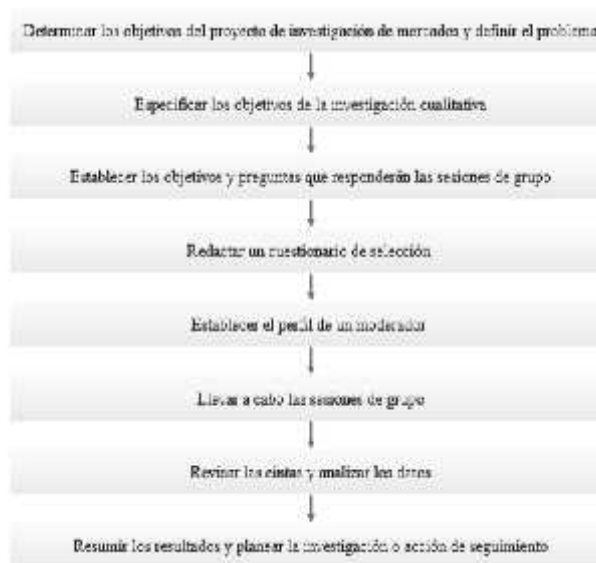 Determinar los objetivos del proyecto de investigación de mercados y definir el problema
Especificar los objetivos de la investigación cualitativa
Establecer los objetivos y preguntas que responderán las sesiones de grupo
Redactar un cuestionario de selección
Establecer el perfil de un moderador
Llevar a cabo las sesiones de grupo
Revisar las cintas y analizar los datos
Resumir los resultados y planear la investigación o acción de seguimiento